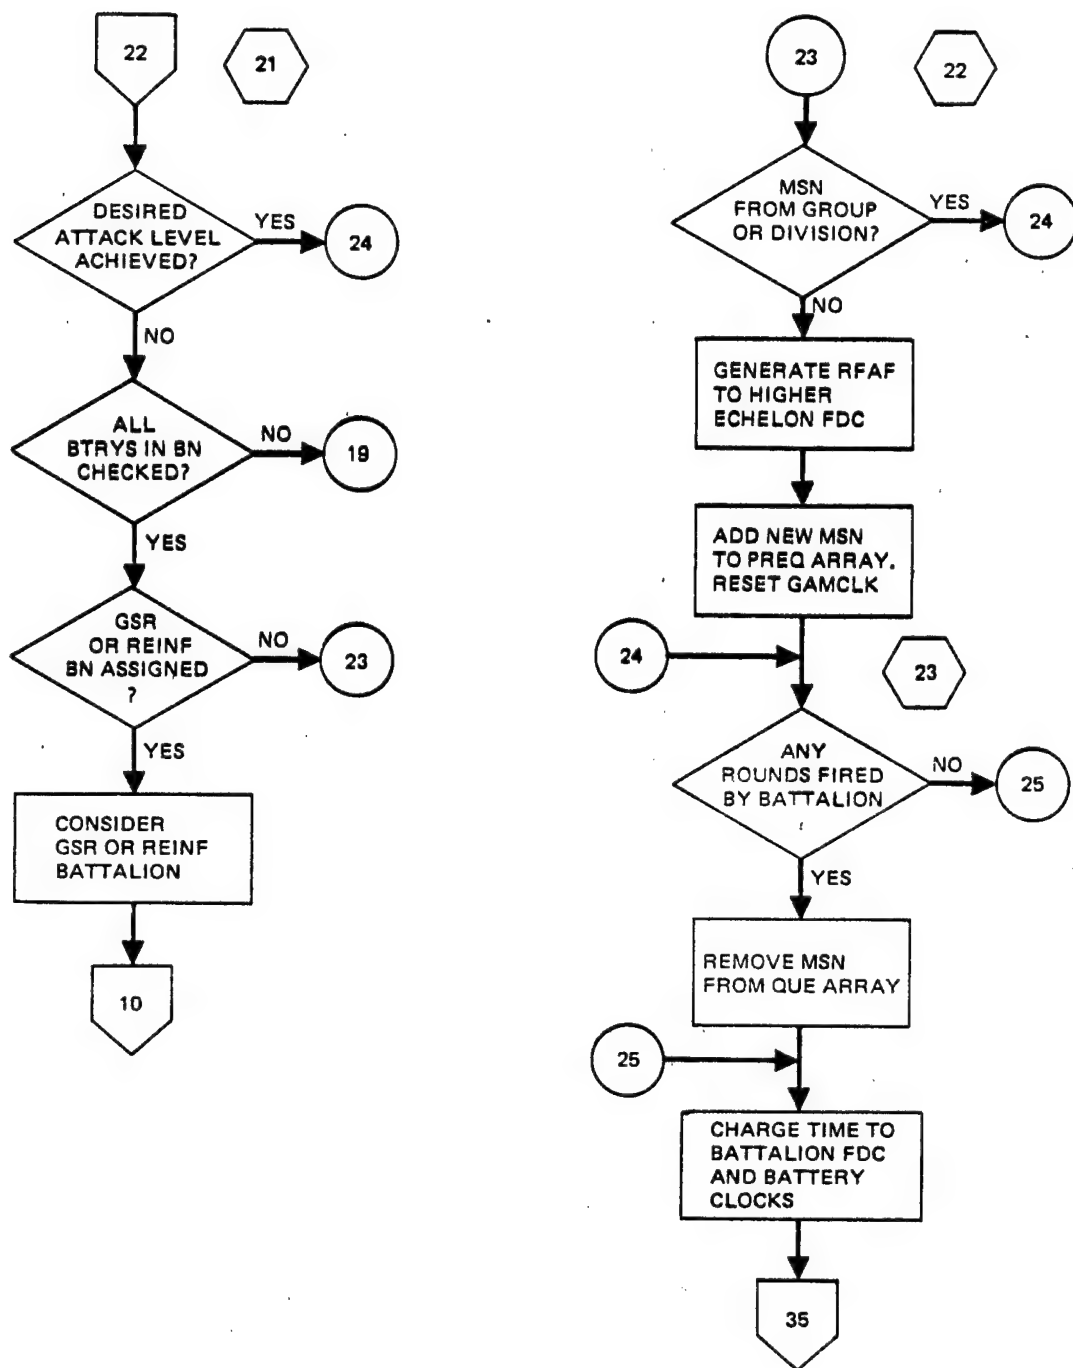 22
21
DESIRED
ATTACK LEVEL
ACHIEVED?
YES
24
NO
ALL
BTRYS IN BN
CHECKED?
NO
19
YES
GSR
OR REINF
BN ASSIGNED
?
NO
23
YES
CONSIDER
GSR OR REINF
BATTALION
10
23
22
MSN
FROM GROUP
OR DIVISION?
YES
24
NO
GENERATE RFAF
TO HIGHER
ECHELON FDC
ADD NEW MSN
TO PREQ ARRAY.
RESET GAMCLK
24
23
ANY
ROUNDS FIRED
BY BATTALION
NO
25
YES
REMOVE MSN
FROM QUE ARRAY
25
CHARGE TIME TO
BATTALION FDC
AND BATTERY
CLOCKS
35